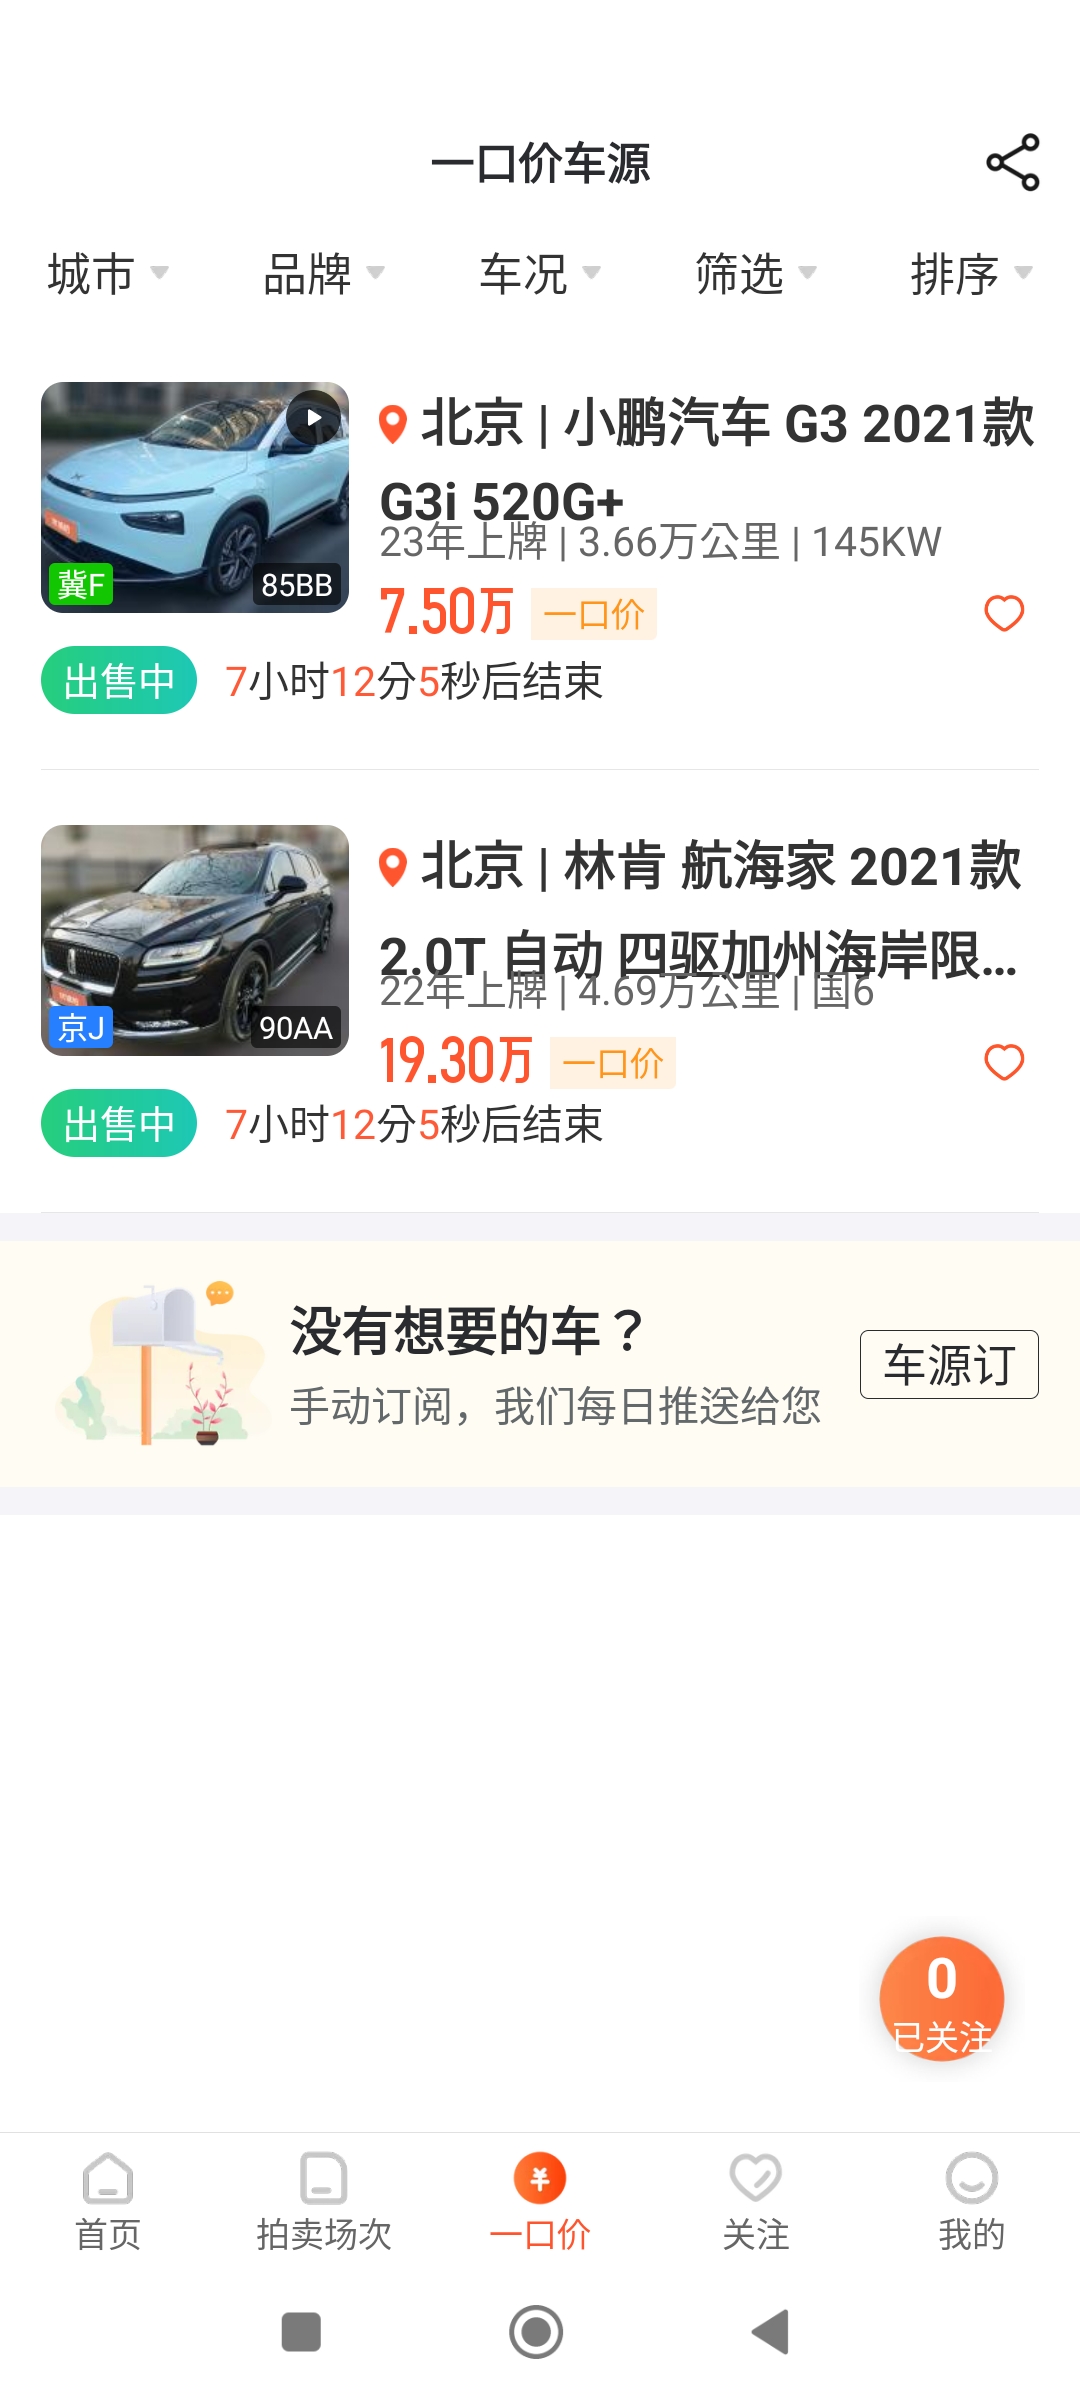 一口价车源
城市 品牌 车况 筛选 排序
北京 | 小鹏汽车 G3 2021款
G3i 520G+
23年上牌 | 3.66万公里 | 145KW
冀F 85BB
7.50万 一口价
出售中 7小时12分5秒后结束
北京 | 林肯 航海家 2021款
2.0T 自动 四驱加州海岸限...
22年上牌 | 4.69万公里 | 国6
京J 90AA
19.30万 一口价
出售中 7小时12分5秒后结束
没有想要的车？
手动订阅，我们每日推送给您
车源订
0
已关注
首页 拍卖场次 一口价 关注 我的